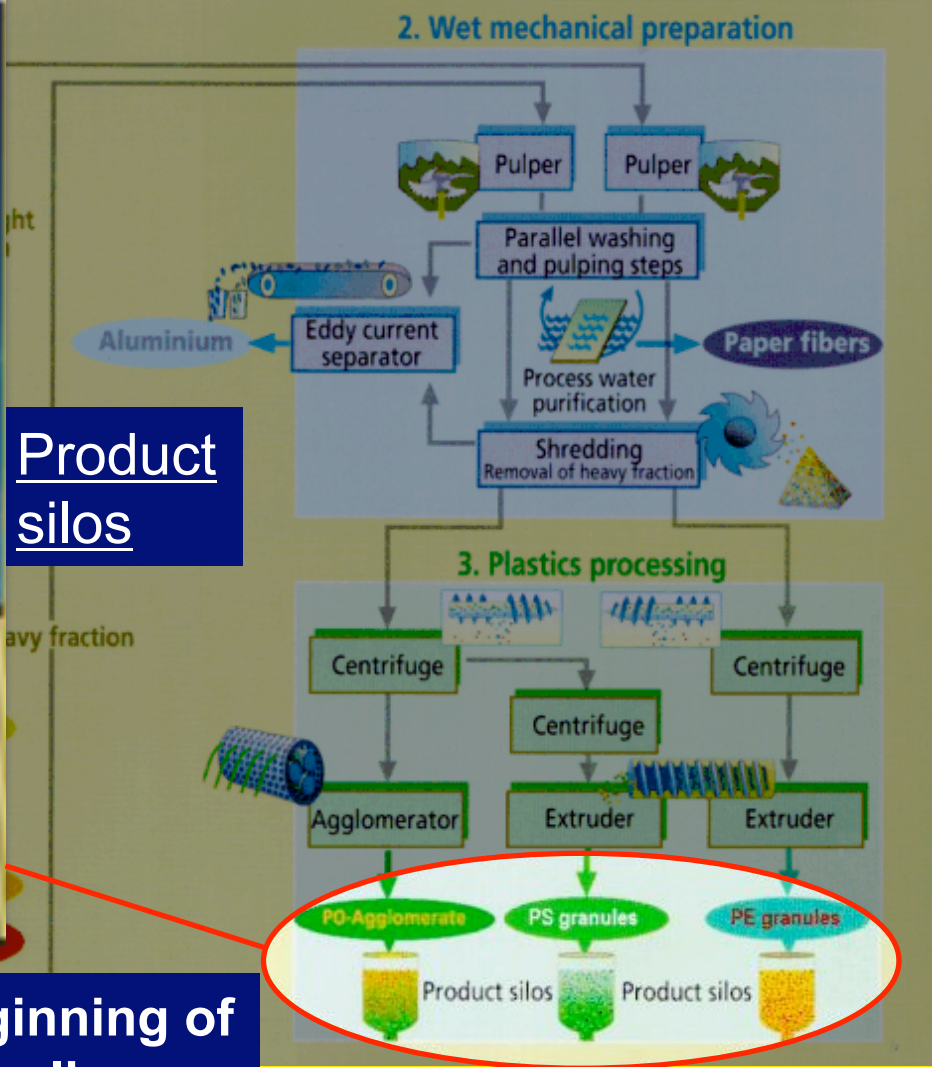 2. Wet mechanical preparation
Pulper
Pulper
ght
Parallel washing
and pulping steps
Aluminium
Eddy current
separator
Paper fibers
Process water
purification
Product
silos
Shredding
Removal of heavy fraction
3. Plastics processing
avy fraction
Centrifuge
Centrifuge
Centrifuge
Agglomerator
Extruder
Extruder
PO-Agglomerate
PS granules
PE granules
Product silos
Product silos
ginning of